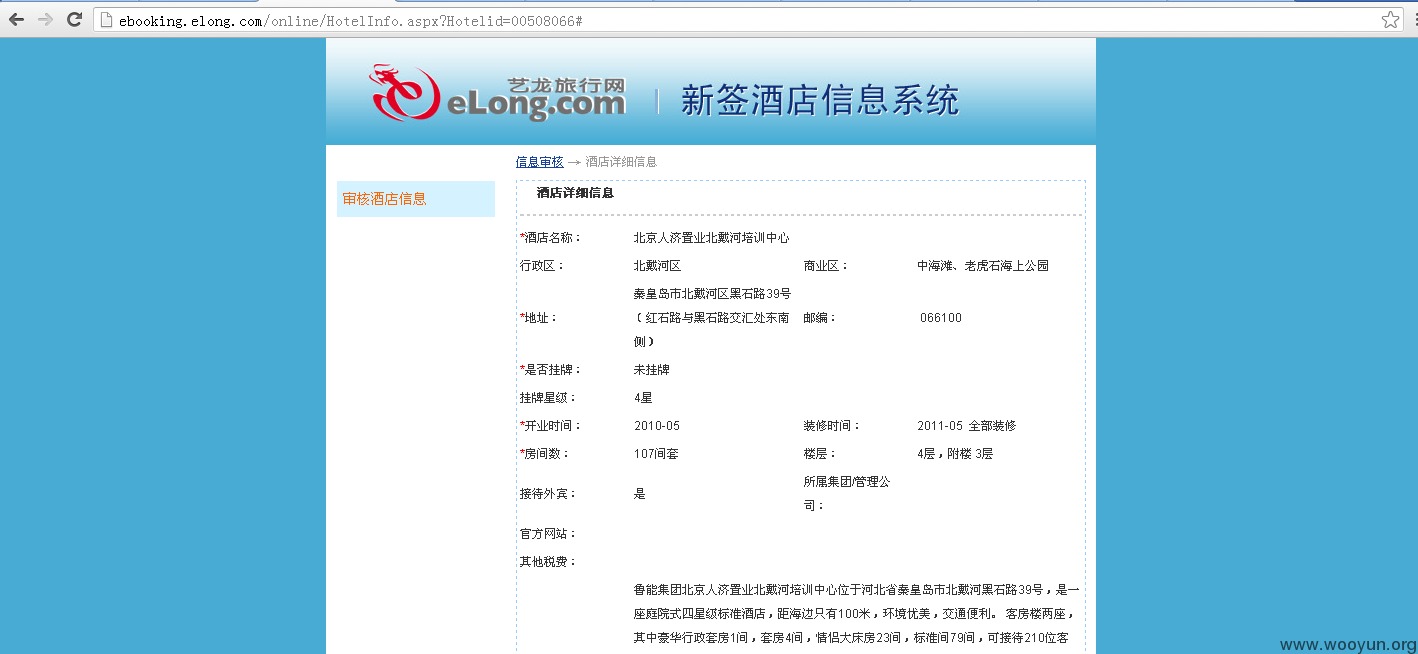 ebooking.elong.com/online/HotelInfo.aspx?Hotelid=00508066#
艺龙旅行网
eLong.com
新签酒店信息系统
信息审核 → 酒店详细信息
审核酒店信息
酒店详细信息
*酒店名称： 北京人济置业北戴河培训中心
行政区： 北戴河区 商业区： 中海滩、老虎石海上公园
*地址： 秦皇岛市北戴河区黑石路39号
（红石路与黑石路交汇处东南 邮编： 066100
侧）
*是否挂牌： 未挂牌
挂牌星级： 4星
*开业时间： 2010-05 装修时间： 2011-05 全部装修
*房间数： 107间套 楼层： 4层，附楼 3层
接待外宾： 是 所属集团/管理公
司：
官方网站：
其他税费：
鲁能集团北京人济置业北戴河培训中心位于河北省秦皇岛市北戴河黑石路39号，是一
座庭院式四星级标准酒店，距海边只有100米，环境优美，交通便利。 客房楼两座，
其中豪华行政套房1间，套房4间，情侣大床房23间，标准间79间，可接待210位客
www.wooyun.org